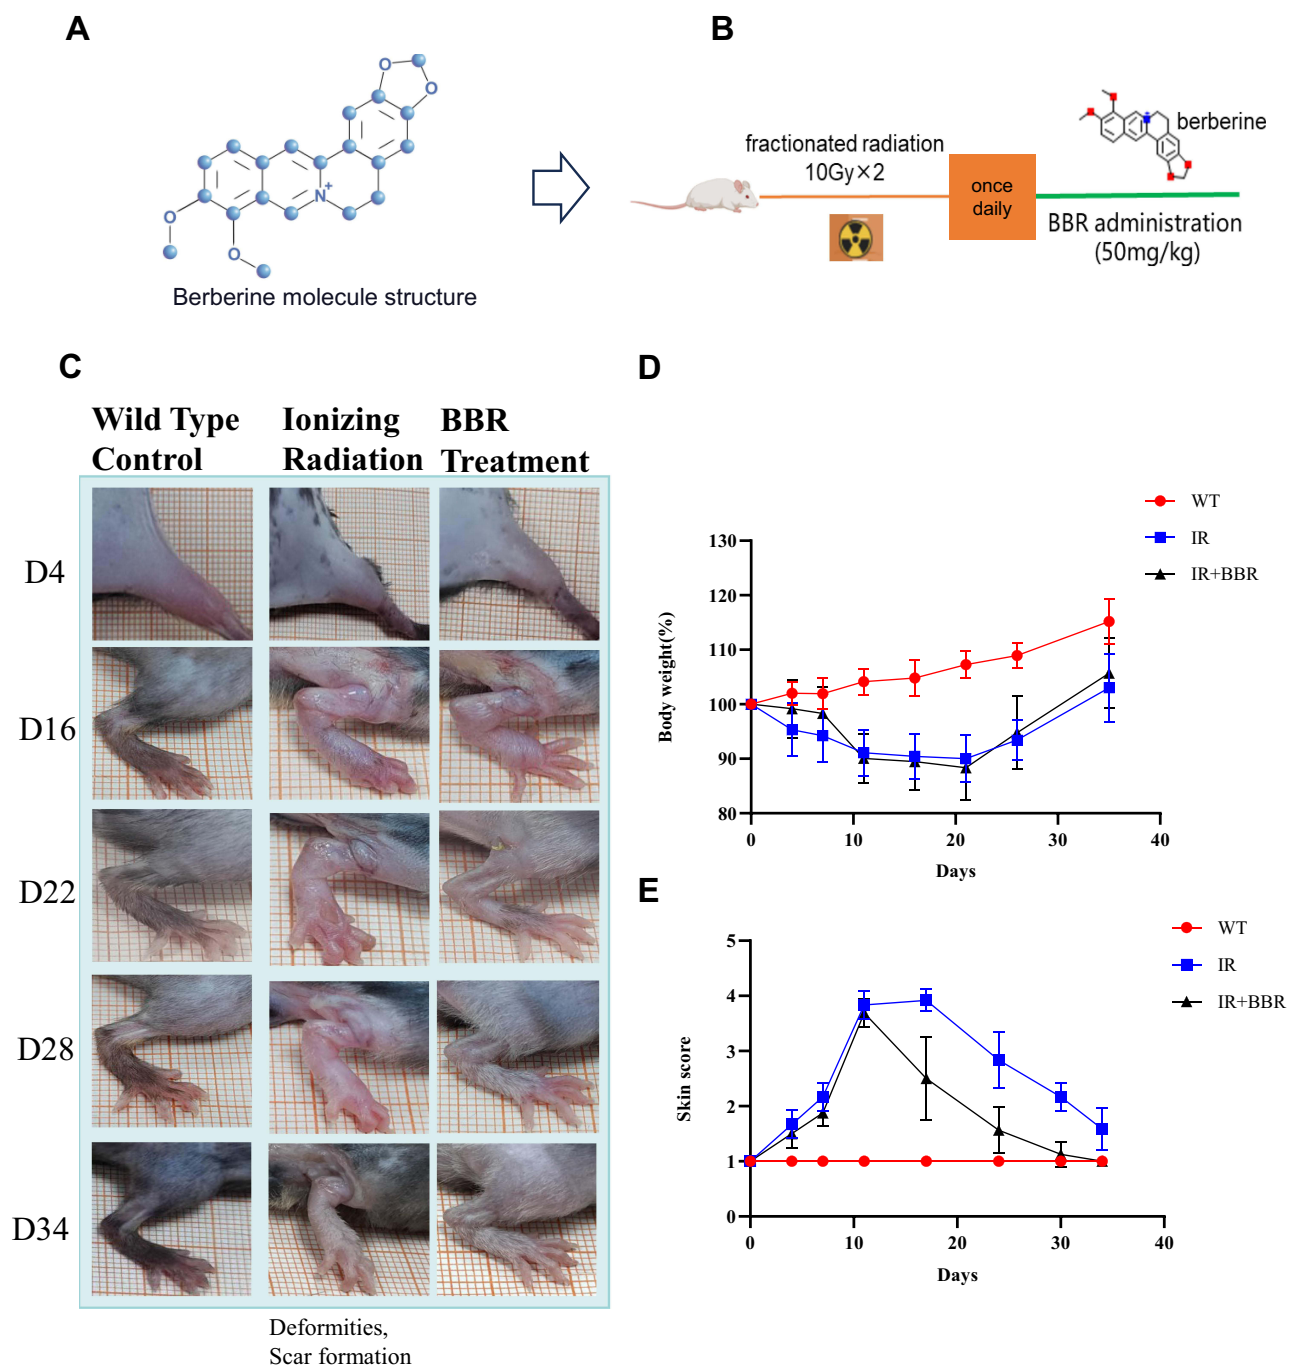 A
O
O
N+
O
O
Berberine molecule structure
B
fractionated radiation
10Gy×2
once
daily
berberine
BBR administration
(50mg/kg)
C
Wild Type
Control
Ionizing
Radiation
BBR
Treatment
D4
D16
D22
D28
D34
Deformities,
Scar formation
D
WT
IR
IR+BBR
130
120
110
100
90
80
Body weight(%)
0
10
20
30
40
Days
E
WT
IR
IR+BBR
5
4
3
2
1
0
Skin score
0
10
20
30
40
Days